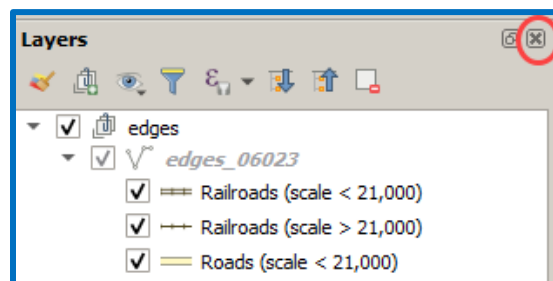 Layers
edges
edges_06023
Railroads (scale < 21,000)
Railroads (scale > 21,000)
Roads (scale < 21,000)